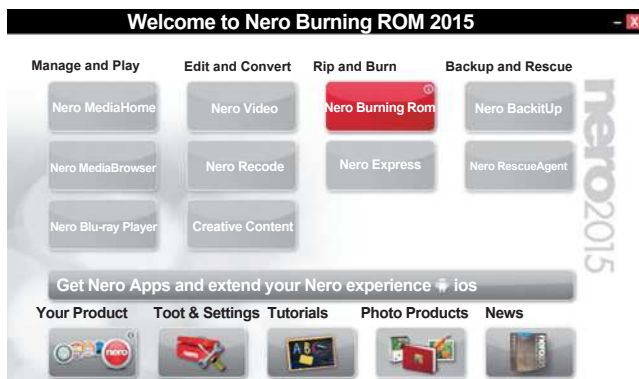 Welcome to Nero Burning ROM 2015
Manage and Play Edit and Convert Rip and Burn Backup and Rescue
Nero MediaHome Nero Video Nero Burning Rom Nero BackitUp
Nero MediaBrowser Nero Recode Nero Express Nero RescueAgent
Nero Blu-ray Player Creative Content
nero2015
Get Nero Apps and extend your Nero experience ios
Your Product Toot & Settings Tutorials Photo Products News
nero ABC nero